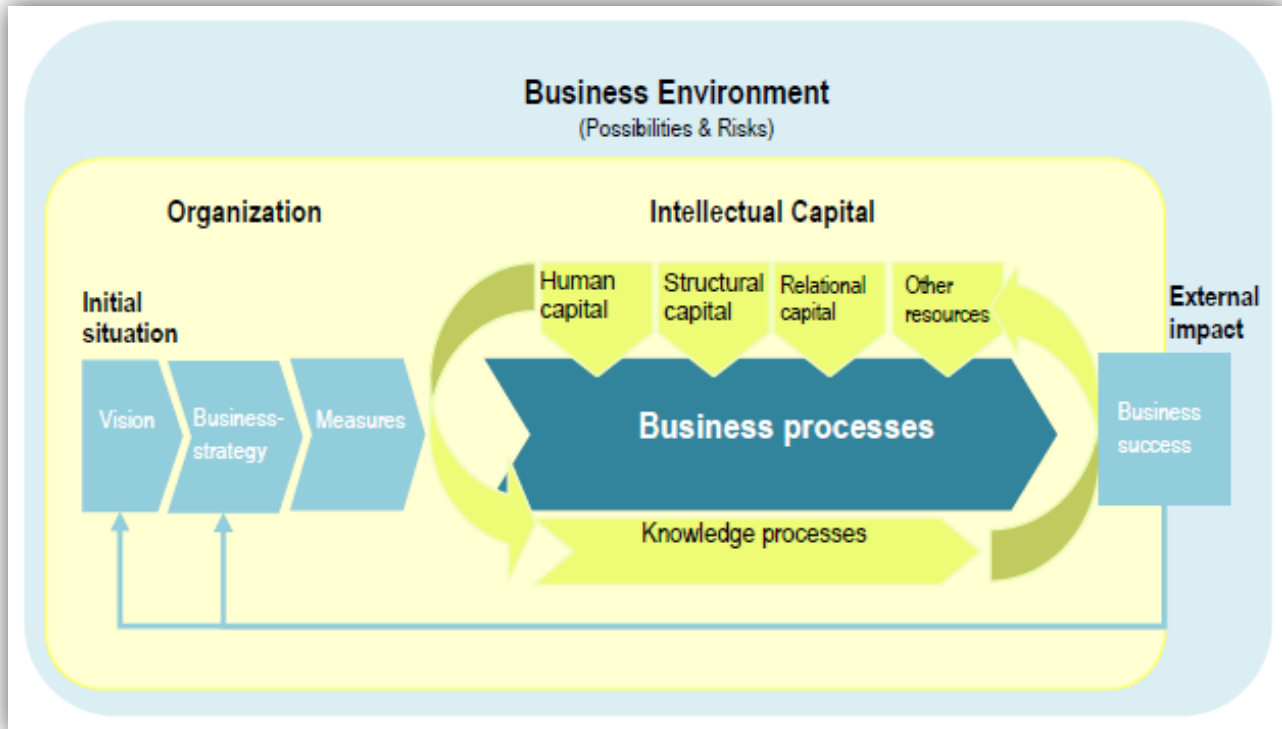 Business Environment
(Possibilities & Risks)
Organization
Intellectual Capital
Initial
situation
Human
capital
Structural
capital
Relational
capital
Other
resources
External
impact
Vision
Business-
strategy
Measures
Business processes
Business
success
Knowledge processes